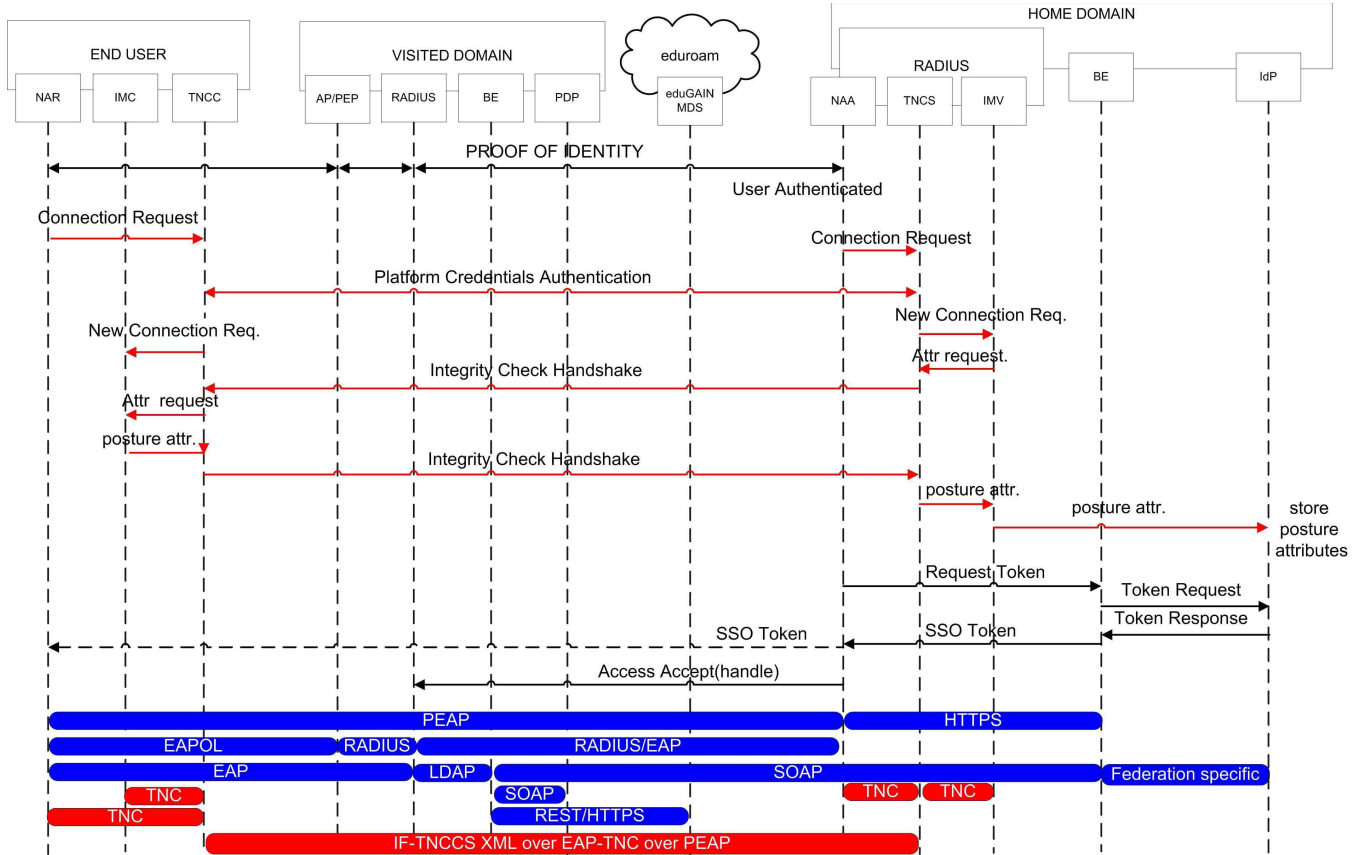 HOME DOMAIN
END USER
VISITED DOMAIN
eduroam
RADIUS
NAR
IMC
TNCC
AP/PEP
RADIUS
BE
PDP
eduGAIN
MDS
NAA
TNCS
IMV
BE
IdP
PROOF OF IDENTITY
User Authenticated
Connection Request
Connection Request
Platform Credentials Authentication
New Connection Req.
New Connection Req.
Attr request.
Integrity Check Handshake
Attr request
posture attr.
Integrity Check Handshake
posture attr.
posture attr.
store
posture
attributes
Request Token
Token Request
Token Response
SSO Token
SSO Token
Access Accept(handle)
PEAP
HTTPS
EAPOL
RADIUS
RADIUS/EAP
EAP
LDAP
SOAP
Federation specific
TNC
SOAP
TNC
TNC
TNC
REST/HTTPS
IF-TNCCS XML over EAP-TNC over PEAP